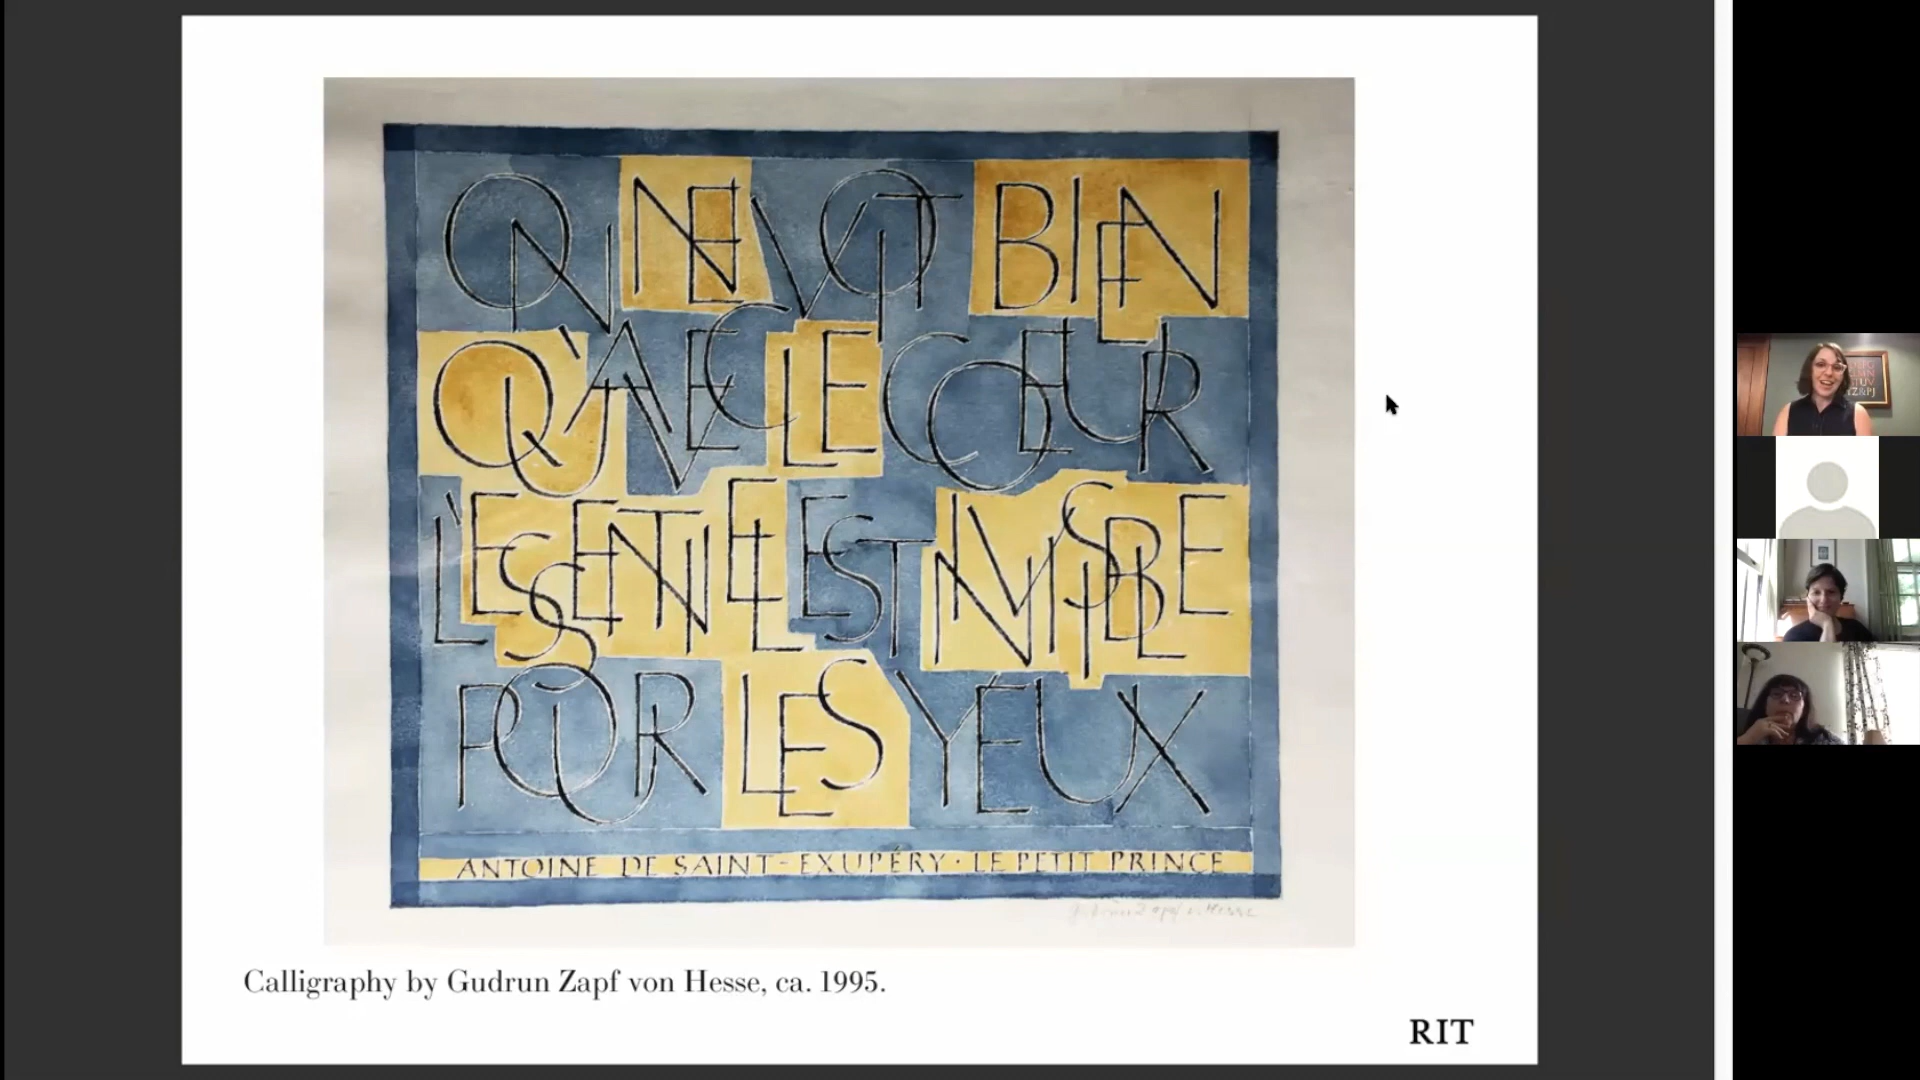 ON NE VOIT BIEN
QU'AVEC LE COEUR
L'ESSENTIEL EST INVISIBLE
POUR LES YEUX
ANTOINE DE SAINT-EXUPÉRY · LE PETIT PRINCE
Calligraphy by Gudrun Zapf von Hesse, ca. 1995.
RIT